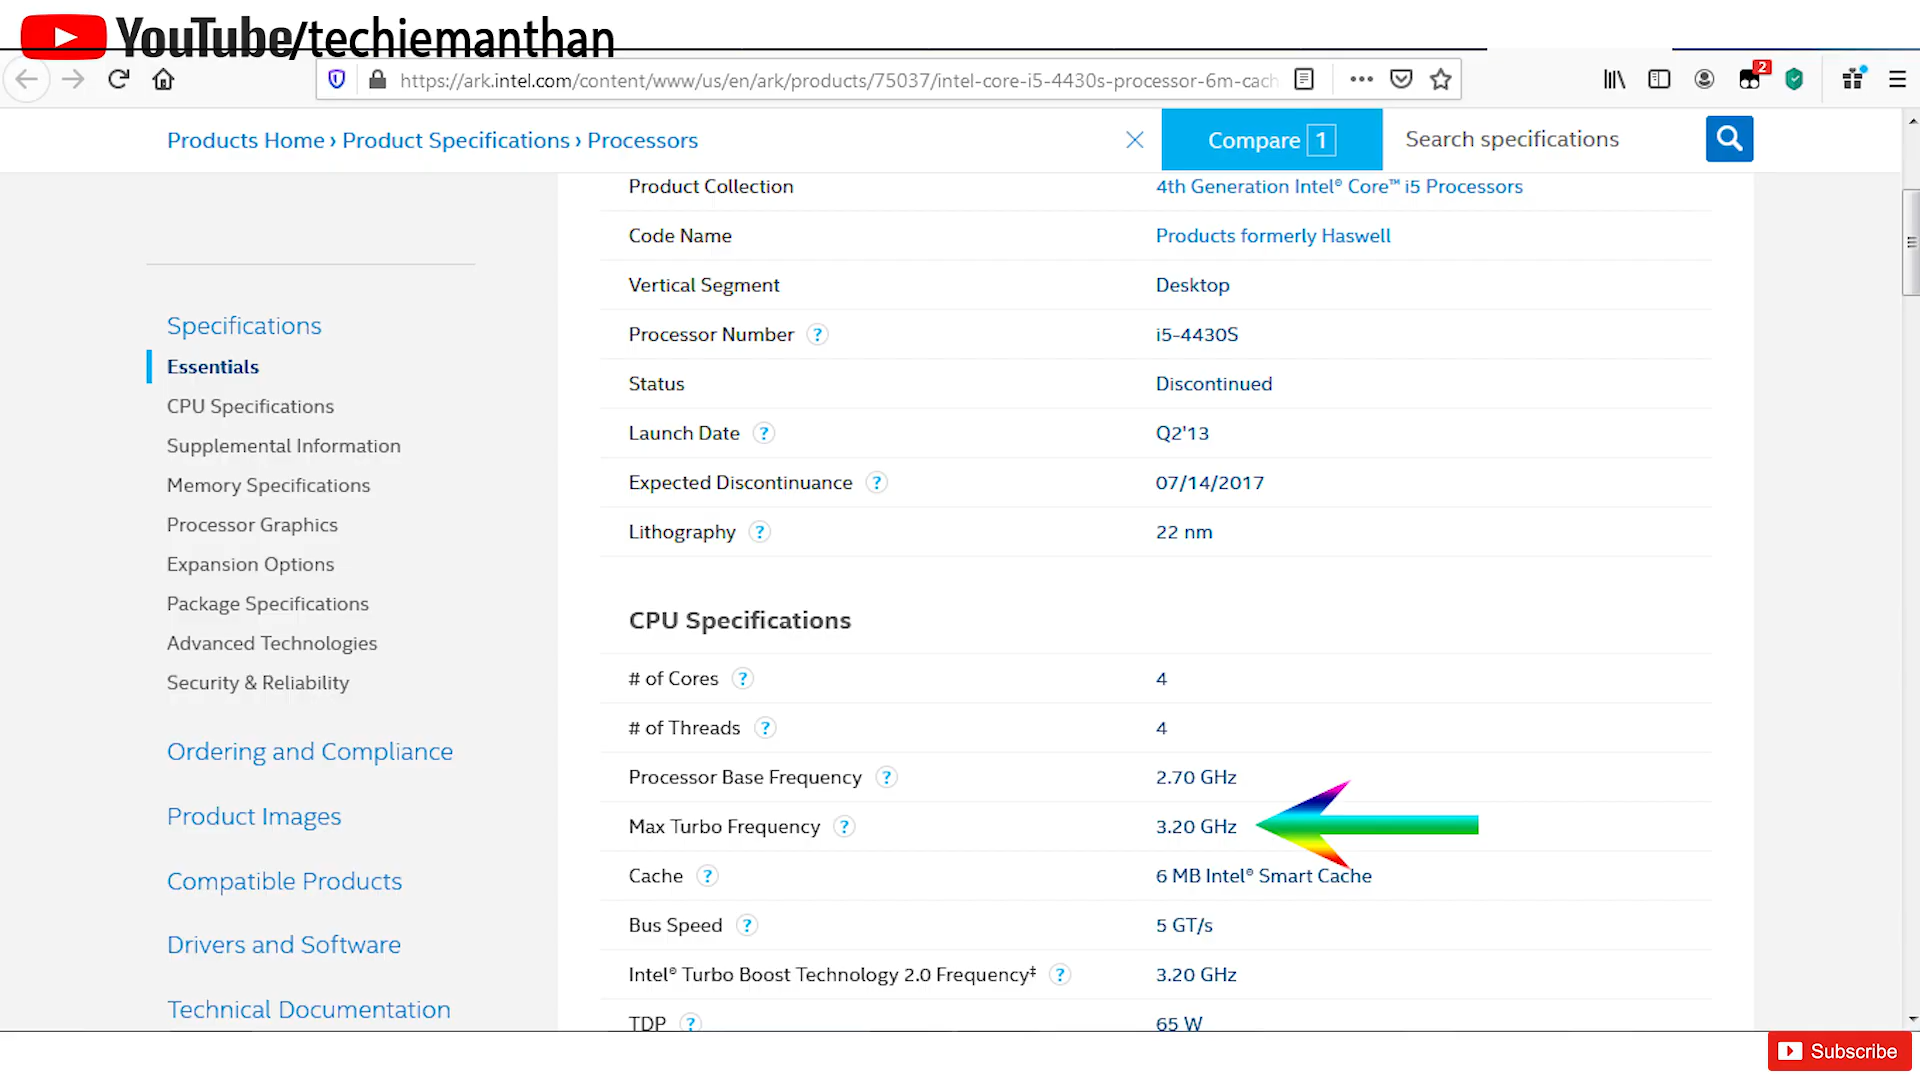 YouTube/techiemanthan
https://ark.intel.com/content/www/us/en/ark/products/75037/intel-core-i5-4430s-processor-6m-cach
2
Products Home › Product Specifications › Processors
Compare 1
Search specifications
Product Collection 4th Generation Intel® Core™ i5 Processors
Code Name Products formerly Haswell
Vertical Segment Desktop
Processor Number ? i5-4430S
Status Discontinued
Launch Date ? Q2'13
Expected Discontinuance ? 07/14/2017
Lithography ? 22 nm
CPU Specifications
# of Cores ? 4
# of Threads ? 4
Processor Base Frequency ? 2.70 GHz
Max Turbo Frequency ? 3.20 GHz
Cache ? 6 MB Intel® Smart Cache
Bus Speed ? 5 GT/s
Intel® Turbo Boost Technology 2.0 Frequency‡ ? 3.20 GHz
TDP ? 65 W
Specifications
Essentials
CPU Specifications
Supplemental Information
Memory Specifications
Processor Graphics
Expansion Options
Package Specifications
Advanced Technologies
Security & Reliability
Ordering and Compliance
Product Images
Compatible Products
Drivers and Software
Technical Documentation
Subscribe